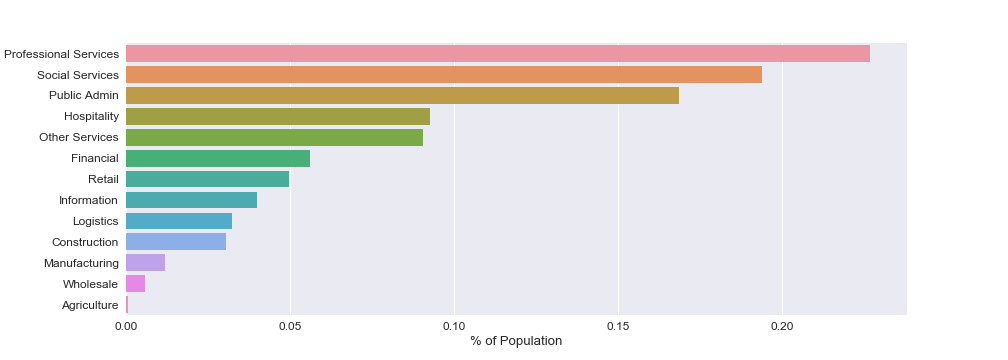 Professional Services
Social Services
Public Admin
Hospitality
Other Services
Financial
Retail
Information
Logistics
Construction
Manufacturing
Wholesale
Agriculture
0.00 0.05 0.10 0.15 0.20
% of Population